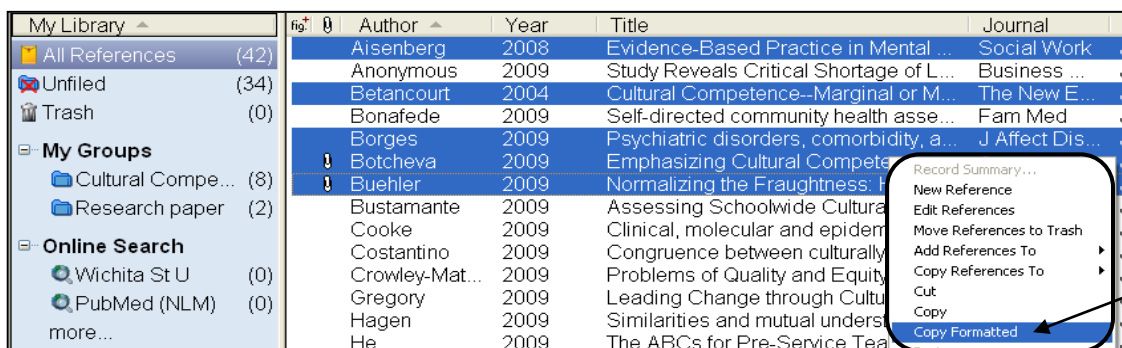 My Library
All References (42)
Unfiled (34)
Trash (0)
My Groups
Cultural Compe... (8)
Research paper (2)
Online Search
Wichita St U (0)
PubMed (NLM) (0)
more...
fig. Author Year Title Journal
Aisenberg 2008 Evidence-Based Practice in Mental ... Social Work
Anonymous 2009 Study Reveals Critical Shortage of L... Business ...
Betancourt 2004 Cultural Competence--Marginal or M... The New E...
Bonafede 2009 Self-directed community health asse... Fam Med
Borges 2009 Psychiatric disorders, comorbidity, a... J Affect Dis...
Botcheva 2009 Emphasizing Cultural Compete
Buehler 2009 Normalizing the Fraughtness:
Bustamante 2009 Assessing Schoolwide Cultura
Cooke 2009 Clinical, molecular and epidem
Costantino 2009 Congruence between culturally
Crowley-Mat... 2009 Problems of Quality and Equity
Gregory 2009 Leading Change through Cultu
Hagen 2009 Similarities and mutual underst
He 2009 The ABCs for Pre-Service Tea
Record Summary...
New Reference
Edit References
Move References to Trash
Add References To
Copy References To
Cut
Copy
Copy Formatted